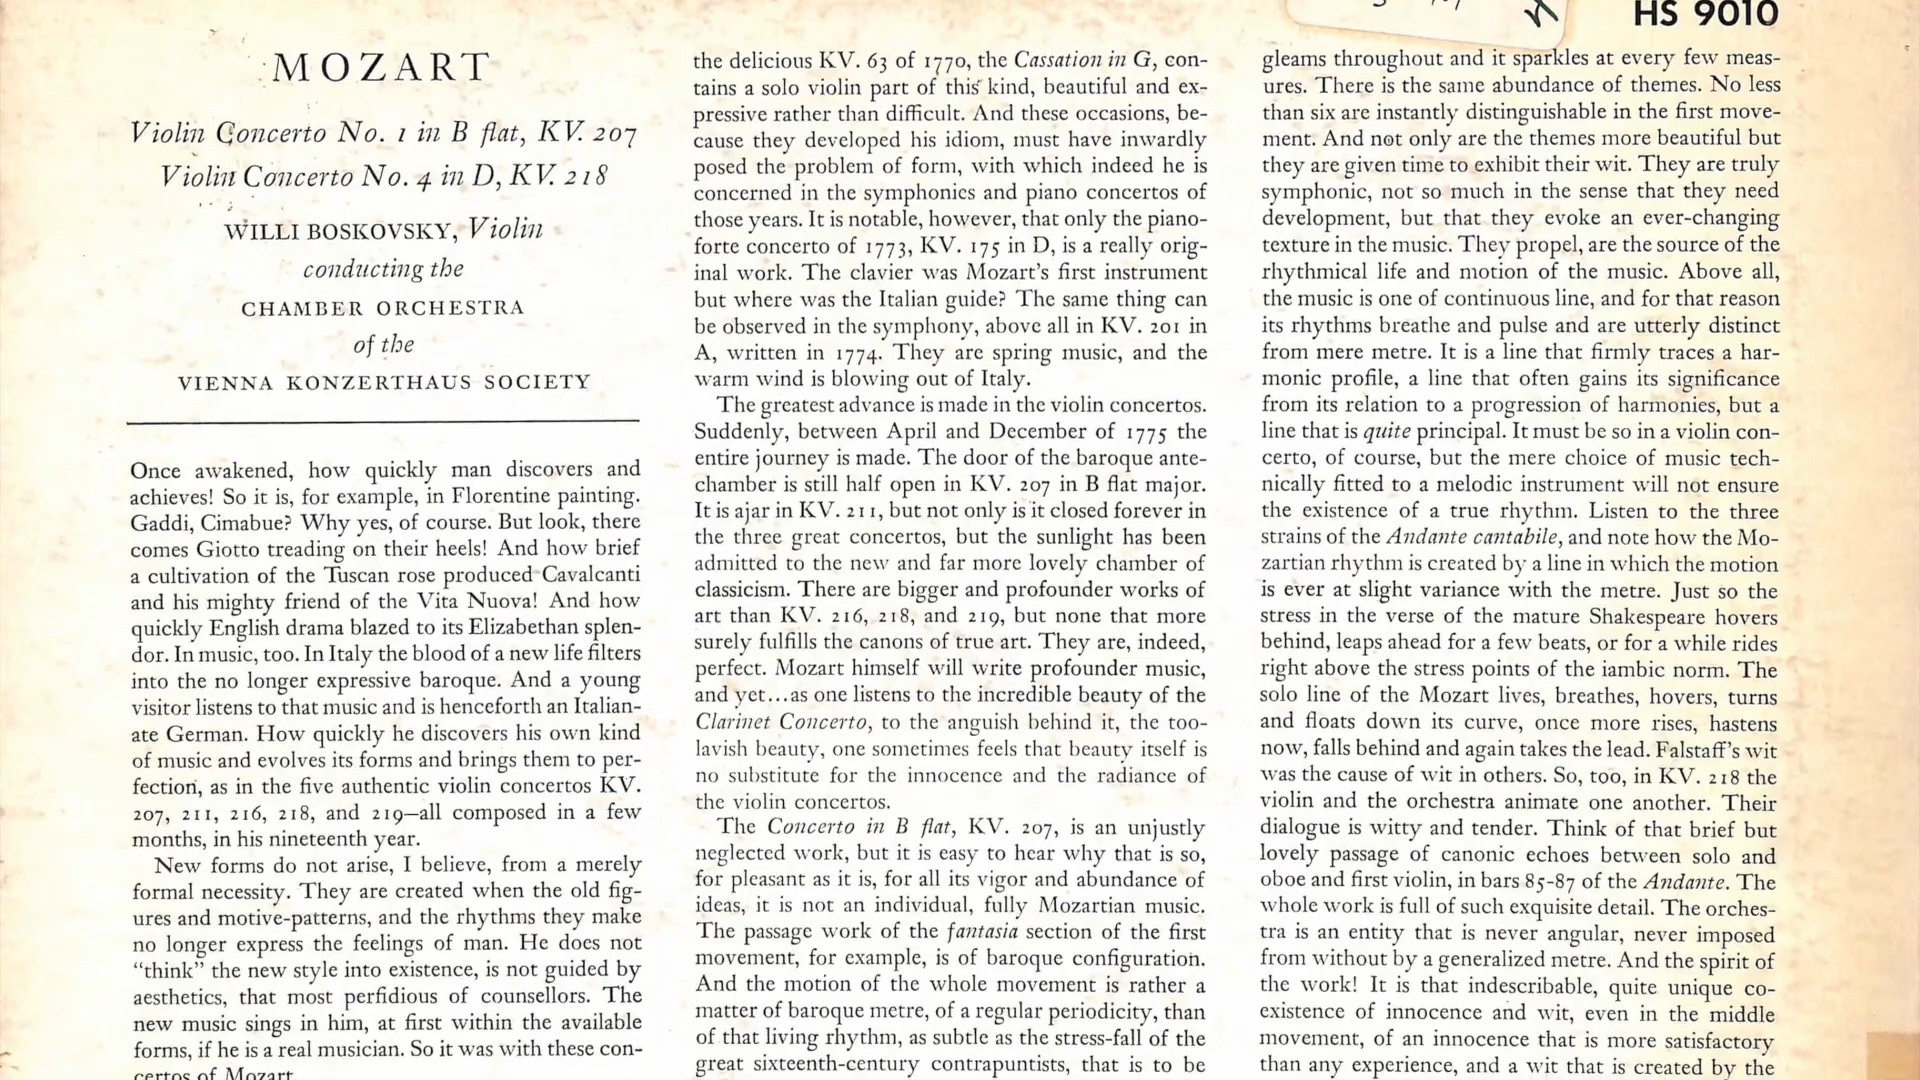 HS 9010
MOZART
Violin Concerto No. 1 in B flat, KV. 207
Violin Concerto No. 4 in D, KV. 218
WILLI BOSKOVSKY, Violin
conducting the
CHAMBER ORCHESTRA
of the
VIENNA KONZERTHAUS SOCIETY
Once awakened, how quickly man discovers and
achieves! So it is, for example, in Florentine painting.
Gaddi, Cimabue? Why yes, of course. But look, there
comes Giotto treading on their heels! And how brief
a cultivation of the Tuscan rose produced Cavalcanti
and his mighty friend of the Vita Nuova! And how
quickly English drama blazed to its Elizabethan splen-
dor. In music, too. In Italy the blood of a new life filters
into the no longer expressive baroque. And a young
visitor listens to that music and is henceforth an Italian-
ate German. How quickly he discovers his own kind
of music and evolves its forms and brings them to per-
fection, as in the five authentic violin concertos KV.
207, 211, 216, 218, and 219—all composed in a few
months, in his nineteenth year.
New forms do not arise, I believe, from a merely
formal necessity. They are created when the old fig-
ures and motive-patterns, and the rhythms they make
no longer express the feelings of man. He does not
“think” the new style into existence, is not guided by
aesthetics, that most perfidious of counsellors. The
new music sings in him, at first within the available
forms, if he is a real musician. So it was with these con-
certos of Mozart.
the delicious KV. 63 of 1770, the Cassation in G, con-
tains a solo violin part of this kind, beautiful and ex-
pressive rather than difficult. And these occasions, be-
cause they developed his idiom, must have inwardly
posed the problem of form, with which indeed he is
concerned in the symphonics and piano concertos of
those years. It is notable, however, that only the piano-
forte concerto of 1773, KV. 175 in D, is a really orig-
inal work. The clavier was Mozart's first instrument
but where was the Italian guide? The same thing can
be observed in the symphony, above all in KV. 201 in
A, written in 1774. They are spring music, and the
warm wind is blowing out of Italy.
The greatest advance is made in the violin concertos.
Suddenly, between April and December of 1775 the
entire journey is made. The door of the baroque ante-
chamber is still half open in KV. 207 in B flat major.
It is ajar in KV. 211, but not only is it closed forever in
the three great concertos, but the sunlight has been
admitted to the new and far more lovely chamber of
classicism. There are bigger and profounder works of
art than KV. 216, 218, and 219, but none that more
surely fulfills the canons of true art. They are, indeed,
perfect. Mozart himself will write profounder music,
and yet...as one listens to the incredible beauty of the
Clarinet Concerto, to the anguish behind it, the too-
lavish beauty, one sometimes feels that beauty itself is
no substitute for the innocence and the radiance of
the violin concertos.
The Concerto in B flat, KV. 207, is an unjustly
neglected work, but it is easy to hear why that is so,
for pleasant as it is, for all its vigor and abundance of
ideas, it is not an individual, fully Mozartian music.
The passage work of the fantasia section of the first
movement, for example, is of baroque configuration.
And the motion of the whole movement is rather a
matter of baroque metre, of a regular periodicity, than
of that living rhythm, as subtle as the stress-fall of the
great sixteenth-century contrapuntists, that is to be
gleams throughout and it sparkles at every few meas-
ures. There is the same abundance of themes. No less
than six are instantly distinguishable in the first move-
ment. And not only are the themes more beautiful but
they are given time to exhibit their wit. They are truly
symphonic, not so much in the sense that they need
development, but that they evoke an ever-changing
texture in the music. They propel, are the source of the
rhythmical life and motion of the music. Above all,
the music is one of continuous line, and for that reason
its rhythms breathe and pulse and are utterly distinct
from mere metre. It is a line that firmly traces a har-
monic profile, a line that often gains its significance
from its relation to a progression of harmonies, but a
line that is quite principal. It must be so in a violin con-
certo, of course, but the mere choice of music tech-
nically fitted to a melodic instrument will not ensure
the existence of a true rhythm. Listen to the three
strains of the Andante cantabile, and note how the Mo-
zartian rhythm is created by a line in which the motion
is ever at slight variance with the metre. Just so the
stress in the verse of the mature Shakespeare hovers
behind, leaps ahead for a few beats, or for a while rides
right above the stress points of the iambic norm. The
solo line of the Mozart lives, breathes, hovers, turns
and floats down its curve, once more rises, hastens
now, falls behind and again takes the lead. Falstaff's wit
was the cause of wit in others. So, too, in KV. 218 the
violin and the orchestra animate one another. Their
dialogue is witty and tender. Think of that brief but
lovely passage of canonic echoes between solo and
oboe and first violin, in bars 85-87 of the Andante. The
whole work is full of such exquisite detail. The orches-
tra is an entity that is never angular, never imposed
from without by a generalized metre. And the spirit of
the work! It is that indescribable, quite unique co-
existence of innocence and wit, even in the middle
movement, of an innocence that is more satisfactory
than any experience, and a wit that is created by the